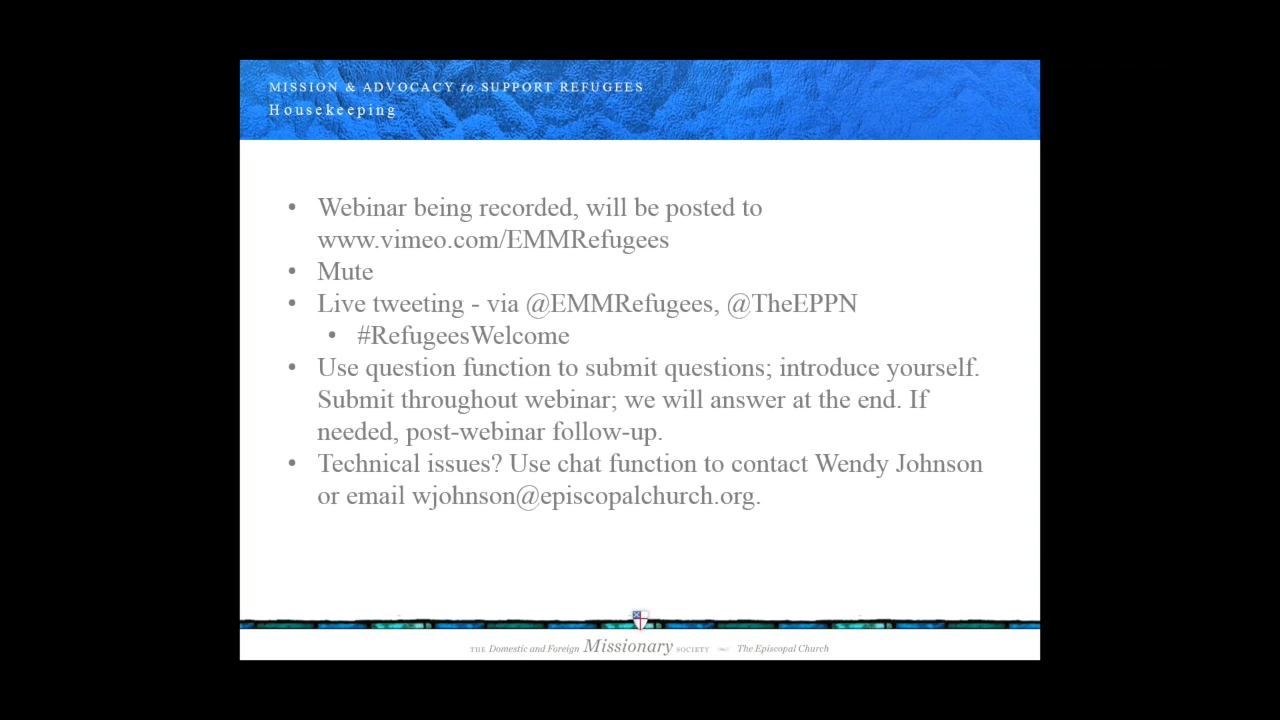 MISSION & ADVOCACY to SUPPORT REFUGEES
Housekeeping
• Webinar being recorded, will be posted to
www.vimeo.com/EMMRefugees
• Mute
• Live tweeting - via @EMMRefugees, @TheEPPN
• #RefugeesWelcome
• Use question function to submit questions; introduce yourself.
Submit throughout webinar; we will answer at the end. If
needed, post-webinar follow-up.
• Technical issues? Use chat function to contact Wendy Johnson
or email wjohnson@episcopalchurch.org.
THE Domestic and Foreign Missionary SOCIETY The Episcopal Church